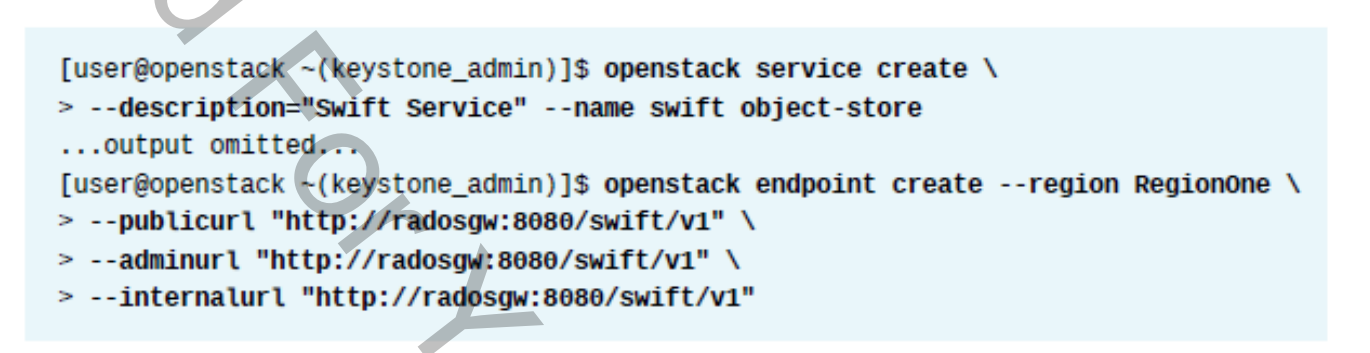 [user@openstack ~(keystone_admin)]$ openstack service create \
> --description="Swift Service" --name swift object-store
...output omitted...
[user@openstack ~(keystone_admin)]$ openstack endpoint create --region RegionOne \
> --publicurl "http://radosgw:8080/swift/v1" \
> --adminurl "http://radosgw:8080/swift/v1" \
> --internalurl "http://radosgw:8080/swift/v1"